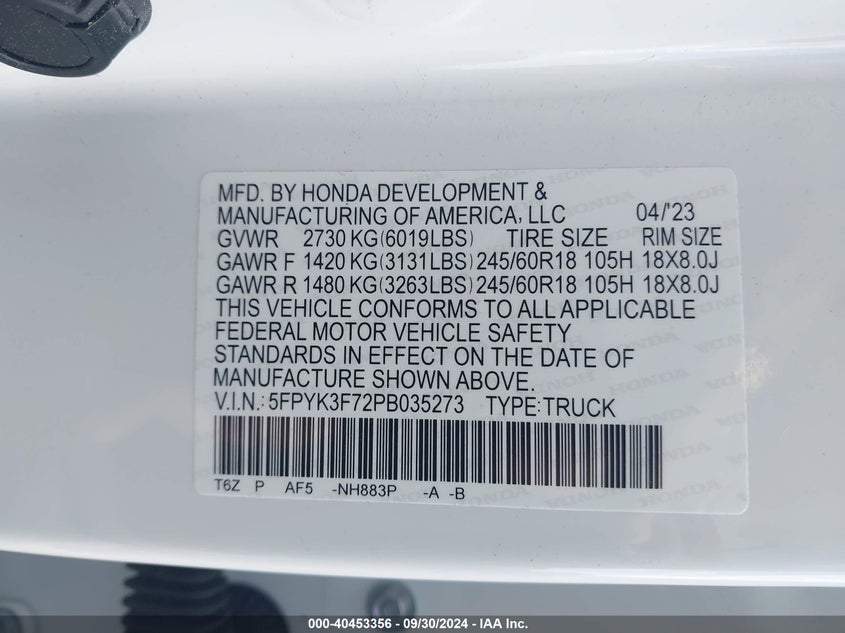 MFD. BY HONDA DEVELOPMENT &
MANUFACTURING OF AMERICA, LLC 04/'23
GVWR 2730 KG(6019LBS) TIRE SIZE RIM SIZE
GAWR F 1420 KG(3131LBS) 245/60R18 105H 18X8.0J
GAWR R 1480 KG(3263LBS) 245/60R18 105H 18X8.0J
THIS VEHICLE CONFORMS TO ALL APPLICABLE
FEDERAL MOTOR VEHICLE SAFETY
STANDARDS IN EFFECT ON THE DATE OF
MANUFACTURE SHOWN ABOVE.
V.I.N.: 5FPYK3F72PB035273 TYPE:TRUCK
T6Z P AF5 -NH883P -A -B
000-40453356 - 09/30/2024 - IAA Inc.